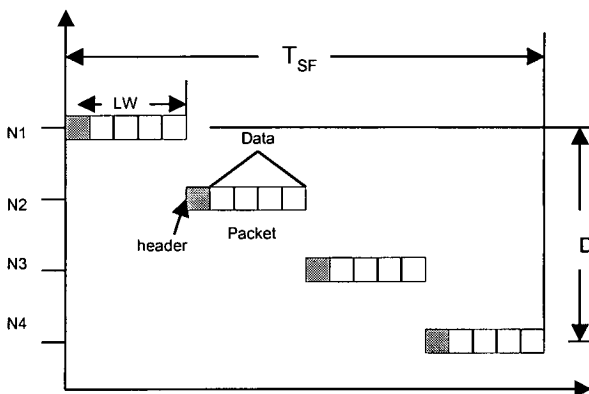 T_SF
LW
N1
Data
N2
header
Packet
N3
D
N4